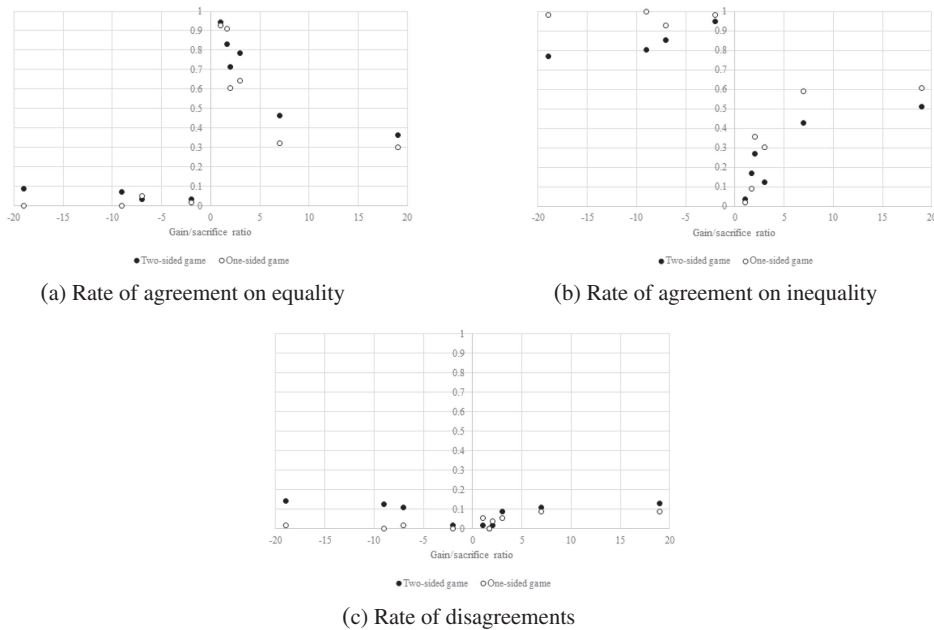 1
0.9
0.8
0.7
0.6
0.5
0.4
0.3
0.2
0.1
0
-20 -15 -10 -5 0 5 10 15 20
Gain/sacrifice ratio
Two-sided game One-sided game
(a) Rate of agreement on equality
1
0.9
0.8
0.7
0.6
0.5
0.4
0.3
0.2
0.1
0
-20 -15 -10 -5 0 5 10 15 20
Gain/sacrifice ratio
Two-sided game One-sided game
(b) Rate of agreement on inequality
1
0.9
0.8
0.7
0.6
0.5
0.4
0.3
0.2
0.1
0
-20 -15 -10 -5 0 5 10 15 20
Gain/sacrifice ratio
Two-sided game One-sided game
(c) Rate of disagreements